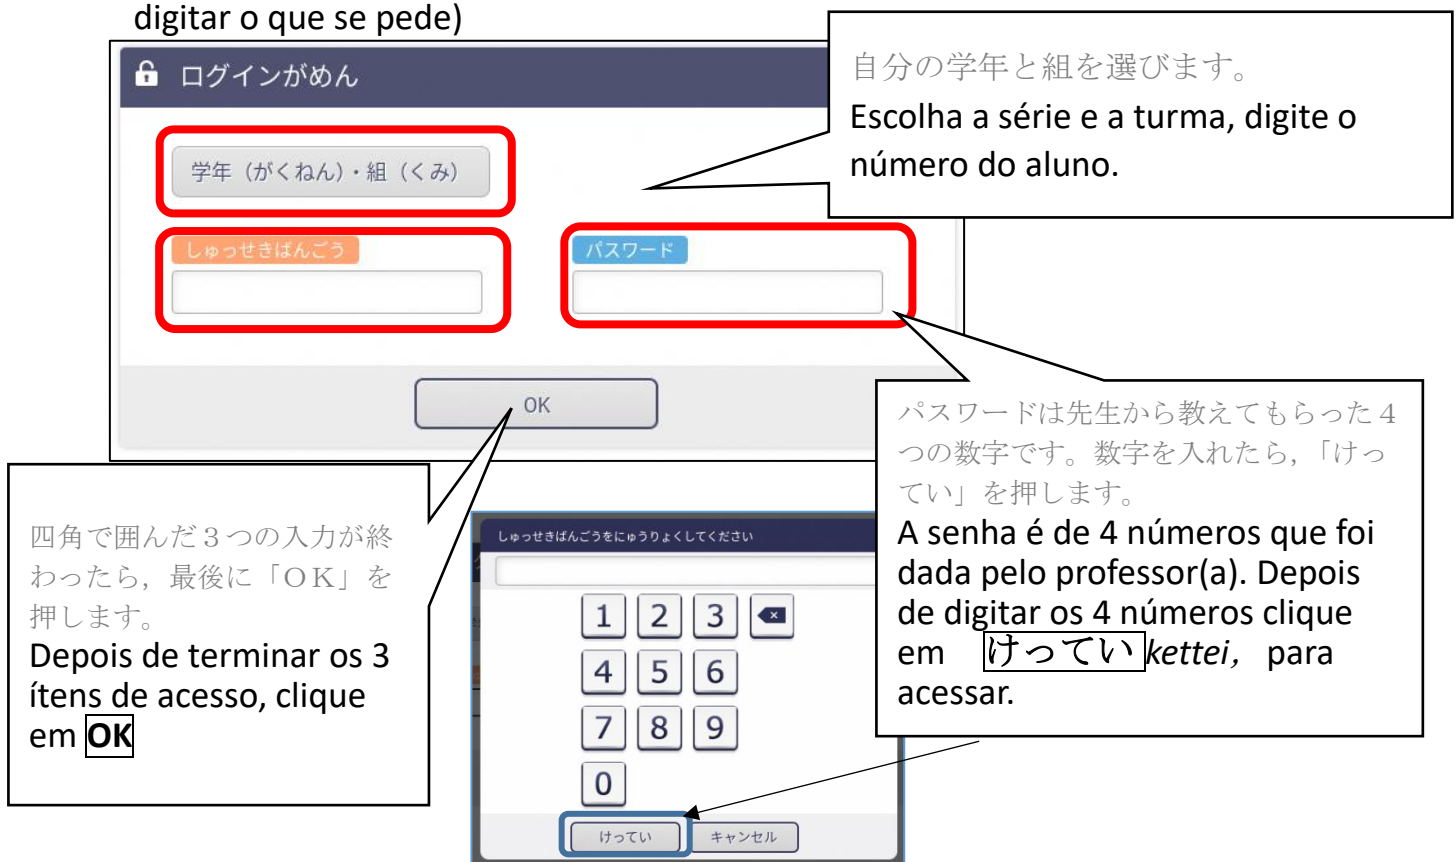 digitar o que se pede)
ログインがめん
自分の学年と組を選びます。
Escolha a série e a turma, digite o
número do aluno.
学年（がくねん）・組（くみ）
しゅっせきばんごう
パスワード
OK
パスワードは先生から教えてもらった４
つの数字です。数字を入れたら，「けっ
てい」を押します。
A senha é de 4 números que foi
dada pelo professor(a). Depois
de digitar os 4 números clique
em けってい kettei， para
acessar.
四角で囲んだ３つの入力が終
わったら，最後に「ＯＫ」を
押します。
Depois de terminar os 3
ítens de acesso, clique
em OK
しゅっせきばんごうをにゅうりょくしてください
1 2 3
4 5 6
7 8 9
0
けってい キャンセル